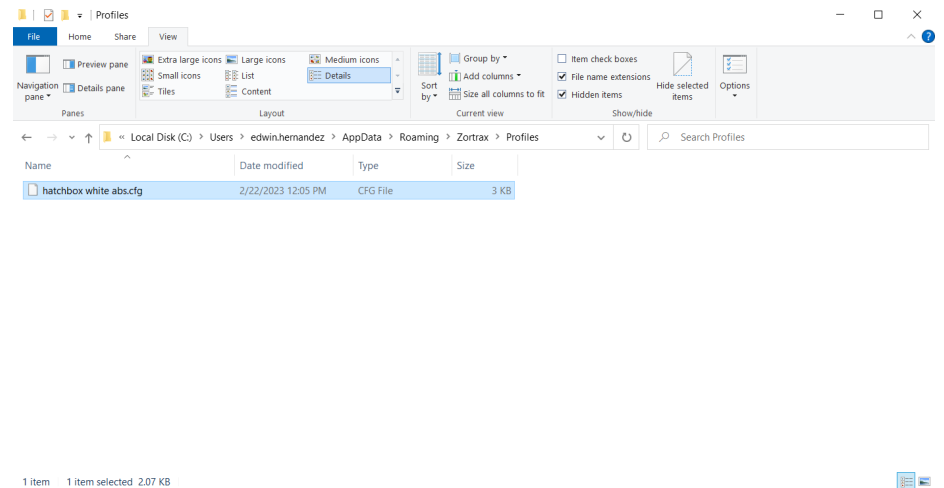 Profiles
File Home Share View
Navigation pane
Preview pane
Details pane
Panes
Extra large icons Large icons Medium icons
Small icons List Details
Tiles Content
Layout
Sort by
Group by
Add columns
Size all columns to fit
Current view
Item check boxes
File name extensions
Hidden items
Hide selected items
Show/hide
Options
« Local Disk (C:) > Users > edwin.hernandez > AppData > Roaming > Zortrax > Profiles
Search Profiles
Name Date modified Type Size
hatchbox white abs.cfg 2/22/2023 12:05 PM CFG File 3 KB
1 item 1 item selected 2.07 KB